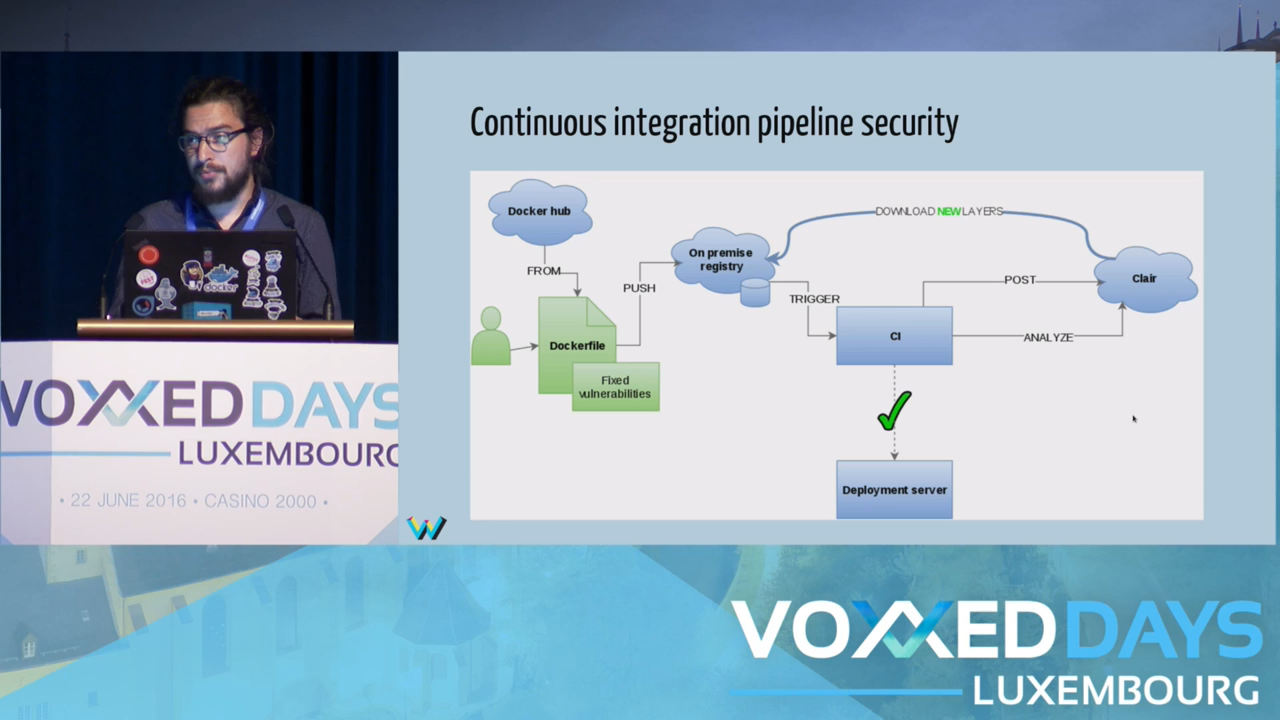 Continuous integration pipeline security
Docker hub
FROM
Dockerfile
Fixed
vulnerabilities
PUSH
On premise
registry
TRIGGER
DOWNLOAD NEW LAYERS
CI
POST
ANALYZE
Clair
Deployment server
docker
VOXXED DAYS
LUXEMBOURG
• 22 JUNE 2016 • CASINO 2000 •
VOXXED DAYS
LUXEMBOURG